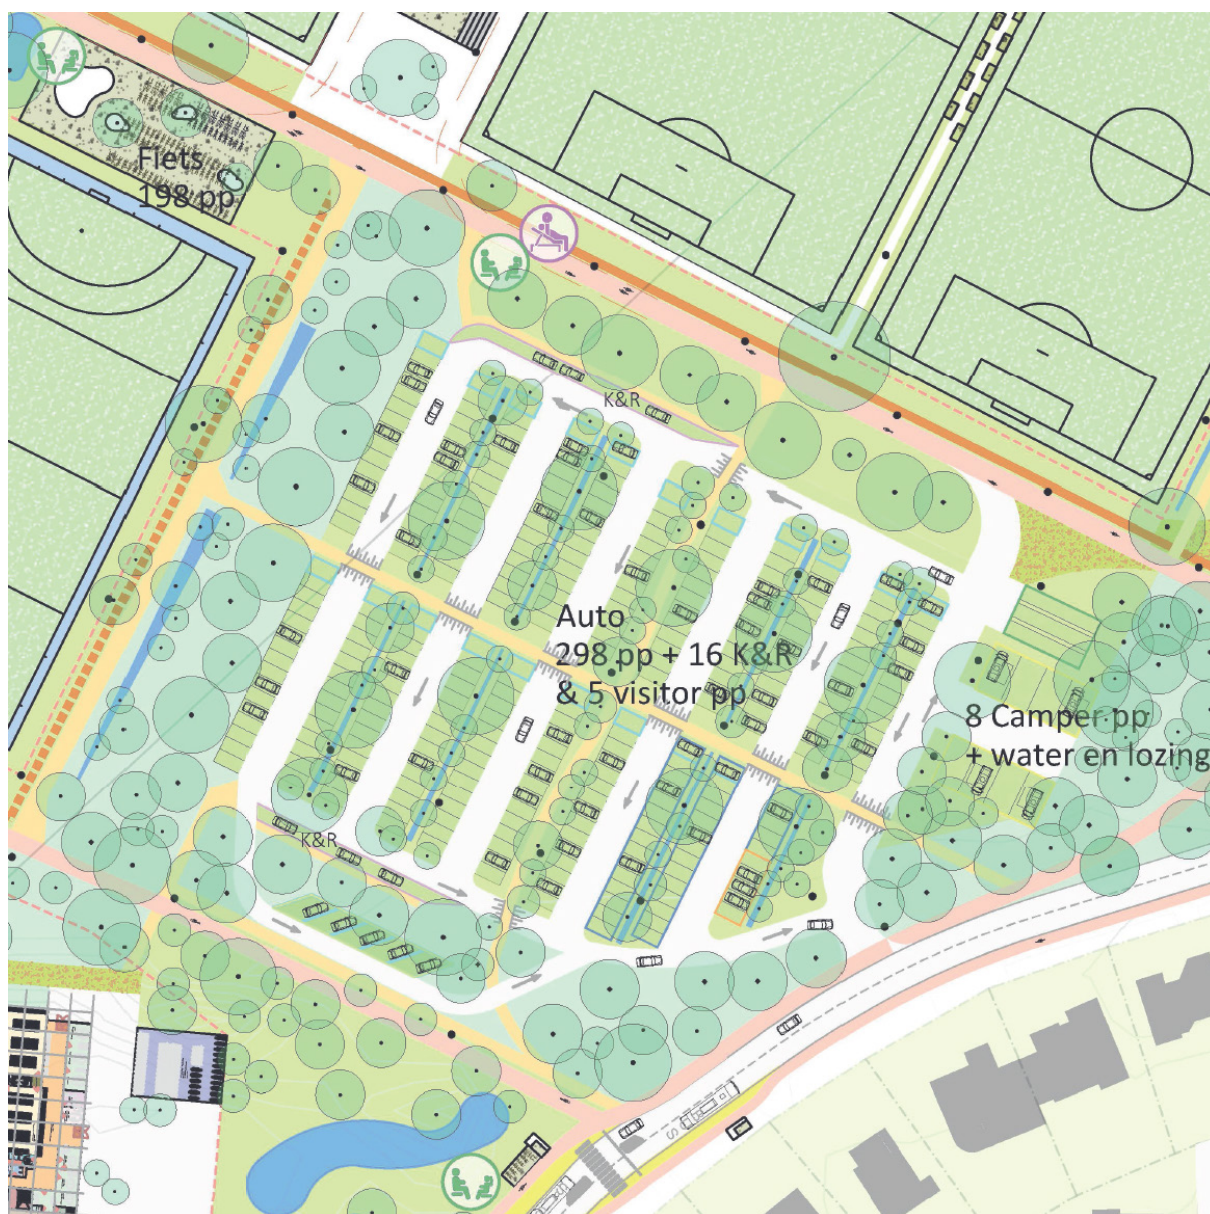 Fiets
198 pp
K&R
Auto
298 pp + 16 K&R
& 5 visitor pp
8 Camper pp
+ water en lozing
K&R
S